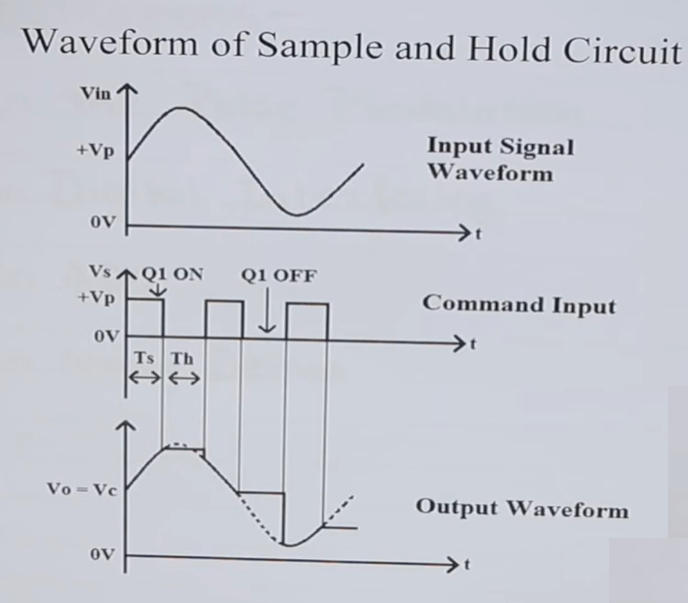 Waveform of Sample and Hold Circuit
Vin
+Vp
Input Signal
Waveform
0V
t
Vs
Q1 ON
Q1 OFF
+Vp
Command Input
0V
t
Ts
Th
Vo = Vc
Output Waveform
0V
t